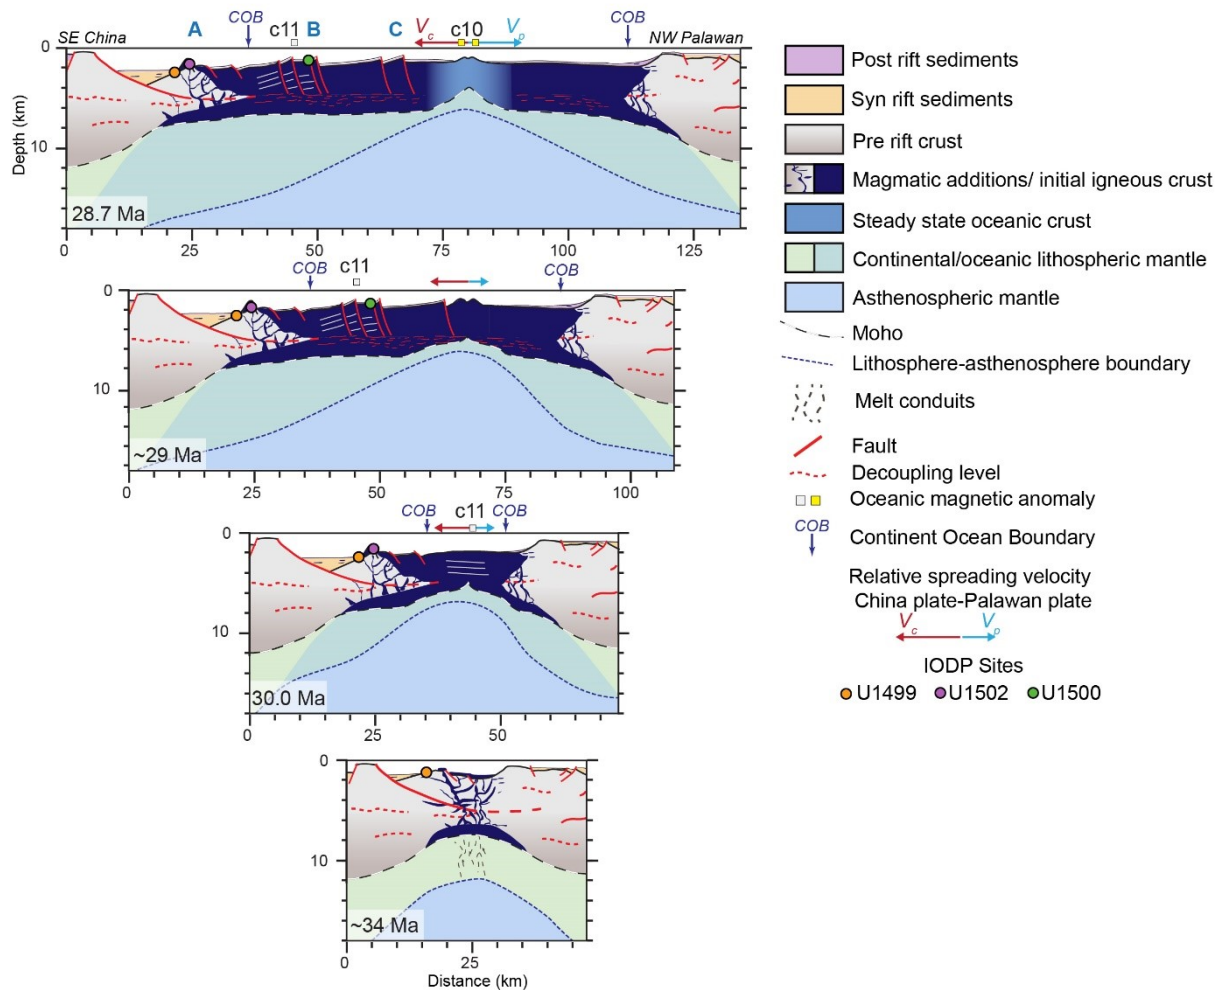 A COB B C Vc c10 Vp COB
c11
SE China NW Palawan
0
Depth (km)
10
28.7 Ma
0 25 50 75 100 125
COB c11 COB
0
10
~29 Ma
0 25 50 75 100
COB c11 COB
0
10
30.0 Ma
0 25 50
0
10
~34 Ma
0 25
Distance (km)
Post rift sediments
Syn rift sediments
Pre rift crust
Magmatic additions/ initial igneous crust
Steady state oceanic crust
Continental/oceanic lithospheric mantle
Asthenospheric mantle
Moho
Lithosphere-asthenosphere boundary
Melt conduits
Fault
Decoupling level
Oceanic magnetic anomaly
COB Continent Ocean Boundary
Relative spreading velocity
China plate-Palawan plate
Vc Vp
IODP Sites
U1499 U1502 U1500